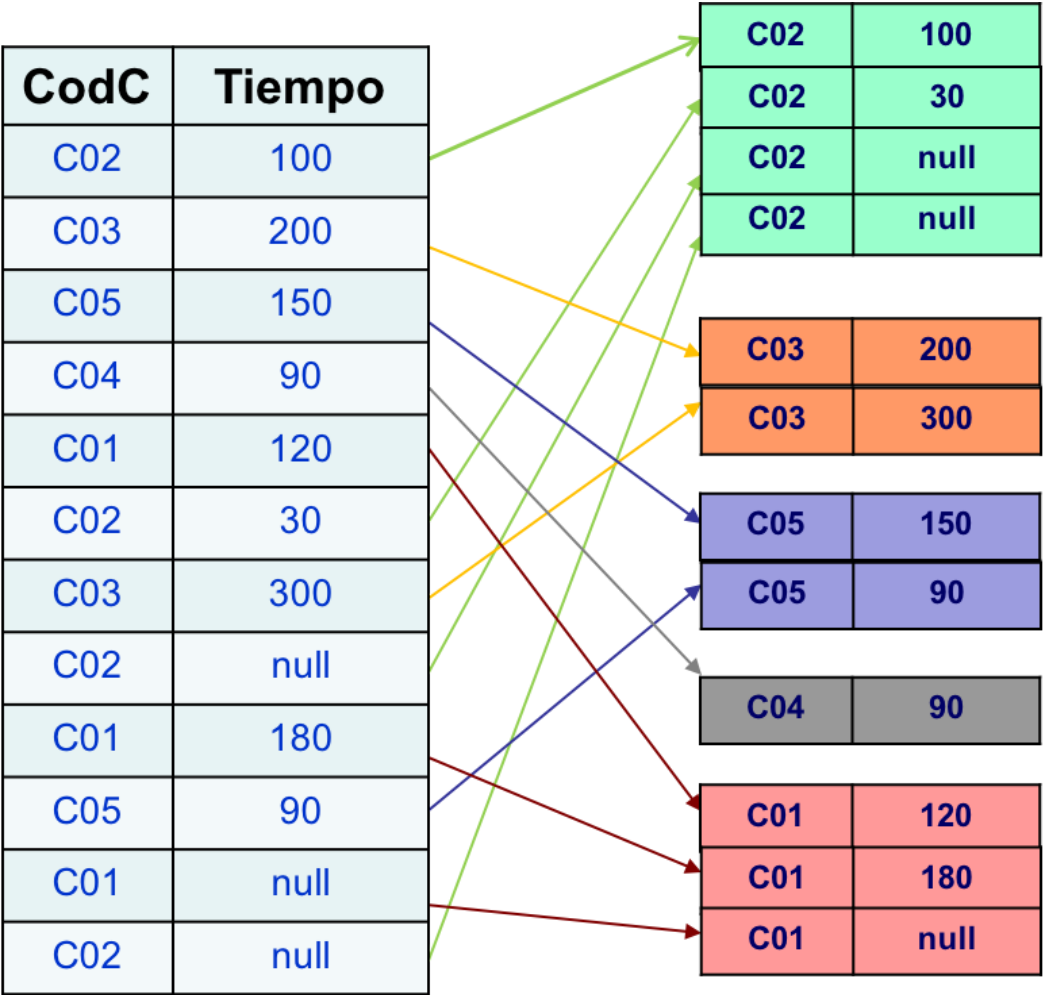 CodC Tiempo
C02 100
C03 200
C05 150
C04 90
C01 120
C02 30
C03 300
C02 null
C01 180
C05 90
C01 null
C02 null
C02 100
C02 30
C02 null
C02 null
C03 200
C03 300
C05 150
C05 90
C04 90
C01 120
C01 180
C01 null